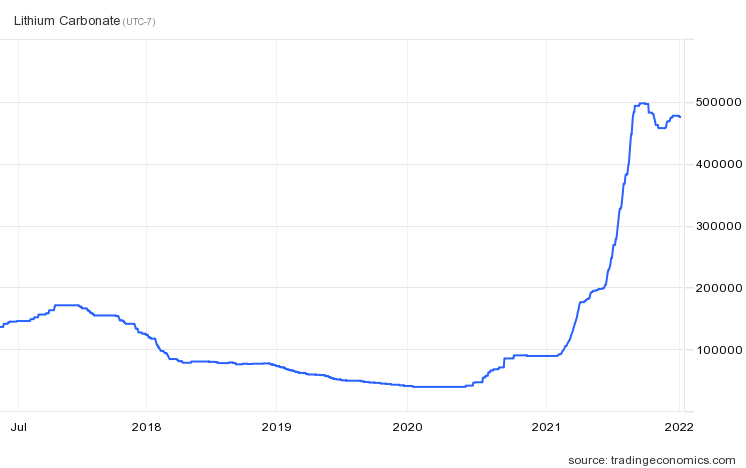 Lithium Carbonate (UTC-7)
500000
400000
300000
200000
100000
Jul 2018 2019 2020 2021 2022
source: tradingeconomics.com